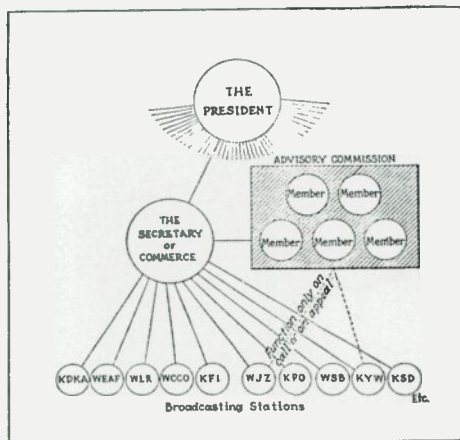 THE
PRESIDENT
ADVISORY COMMISSION
Member
Member
Member
Member
Member
THE
SECRETARY
of
COMMERCE
Function only on
call or on appeal
KDKA
WEAF
WLR
WCCO
KFI
WJZ
KPO
WSB
KYW
KSD
Etc.
Broadcasting Stations